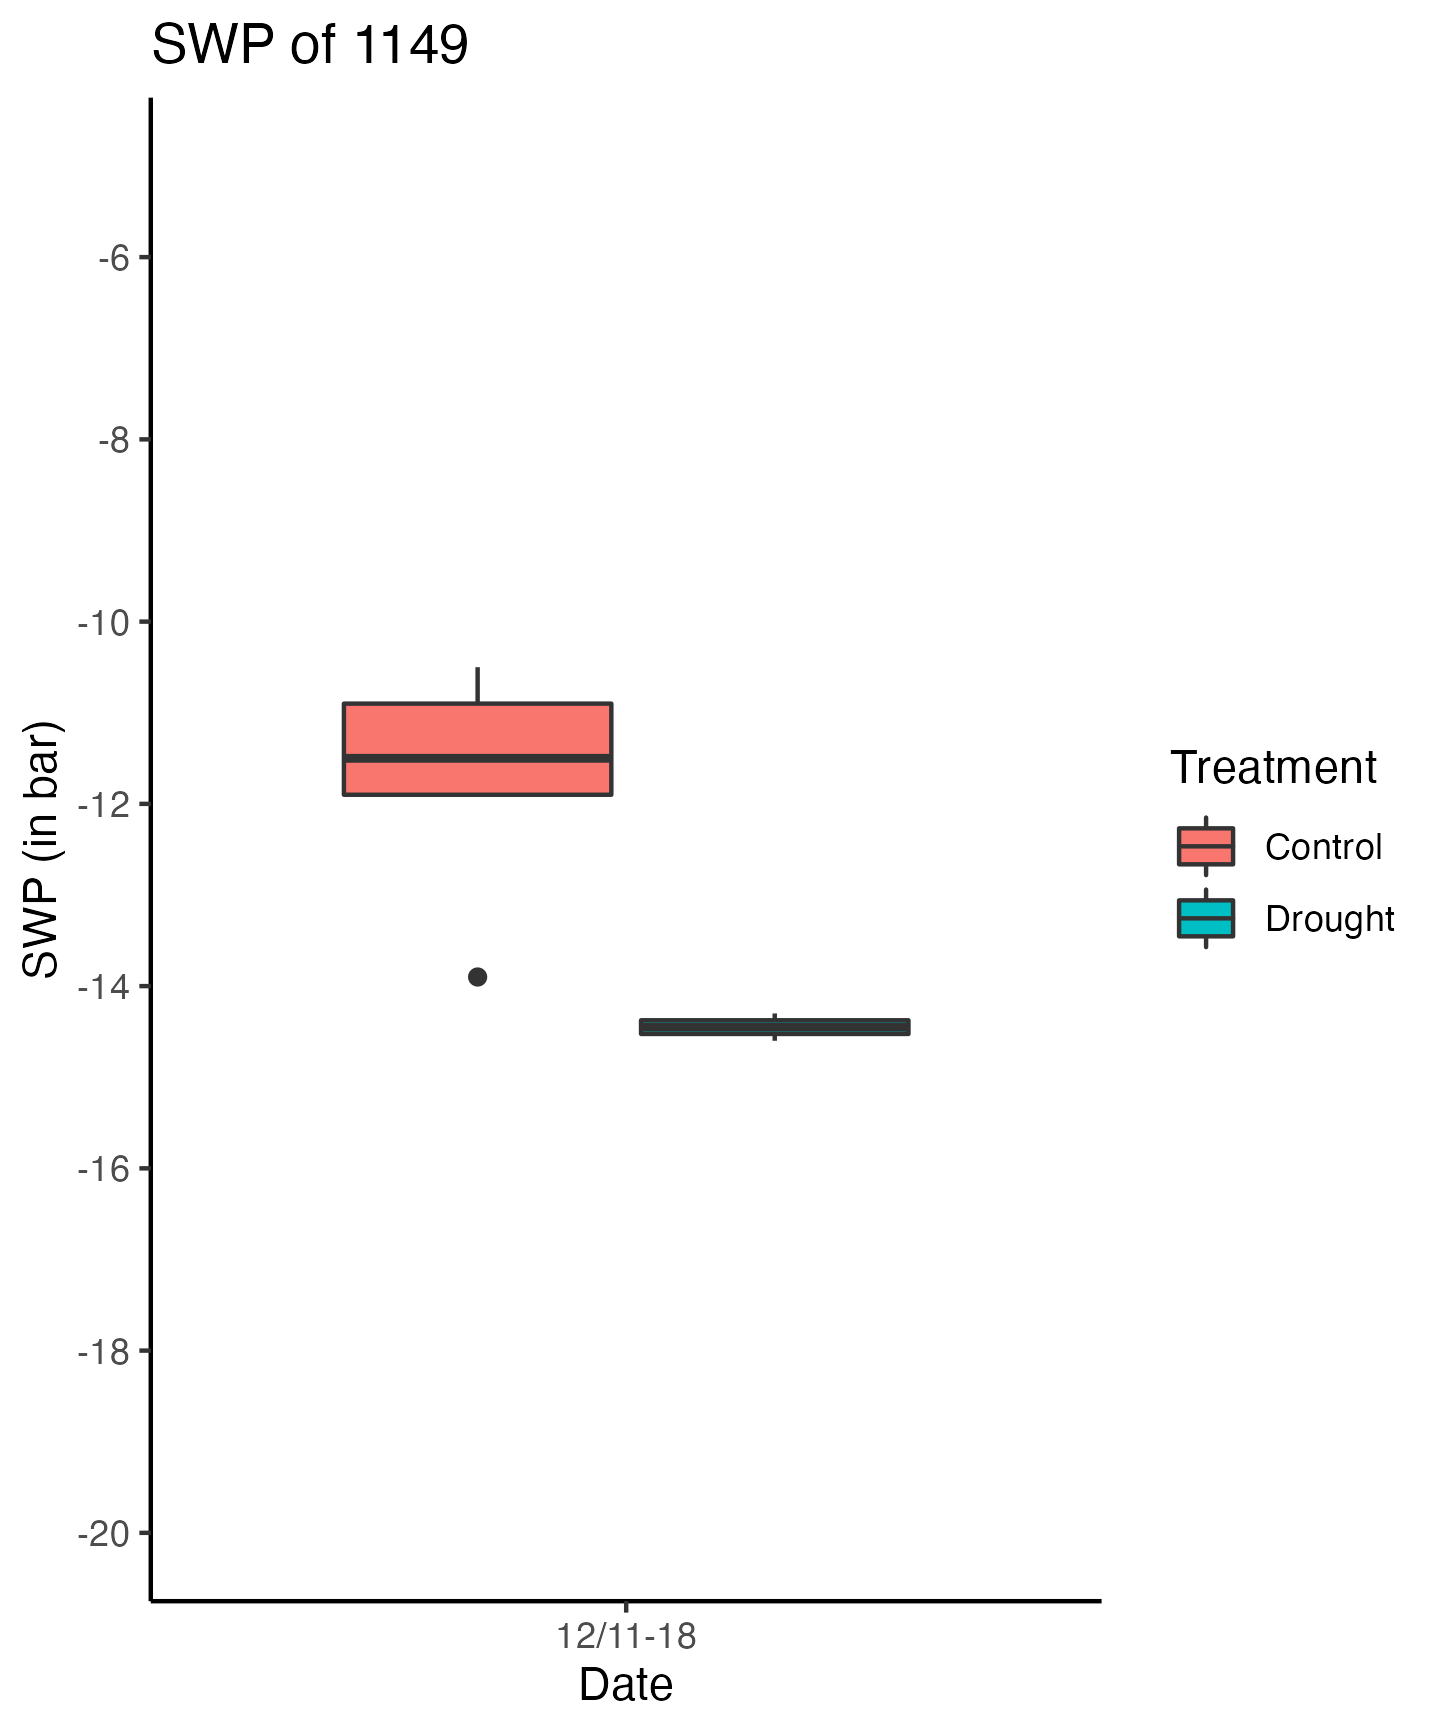 SWP of 1149
-6
-8
-10
-12
-14
-16
-18
-20
SWP (in bar)
12/11-18
Date
Treatment
Control
Drought